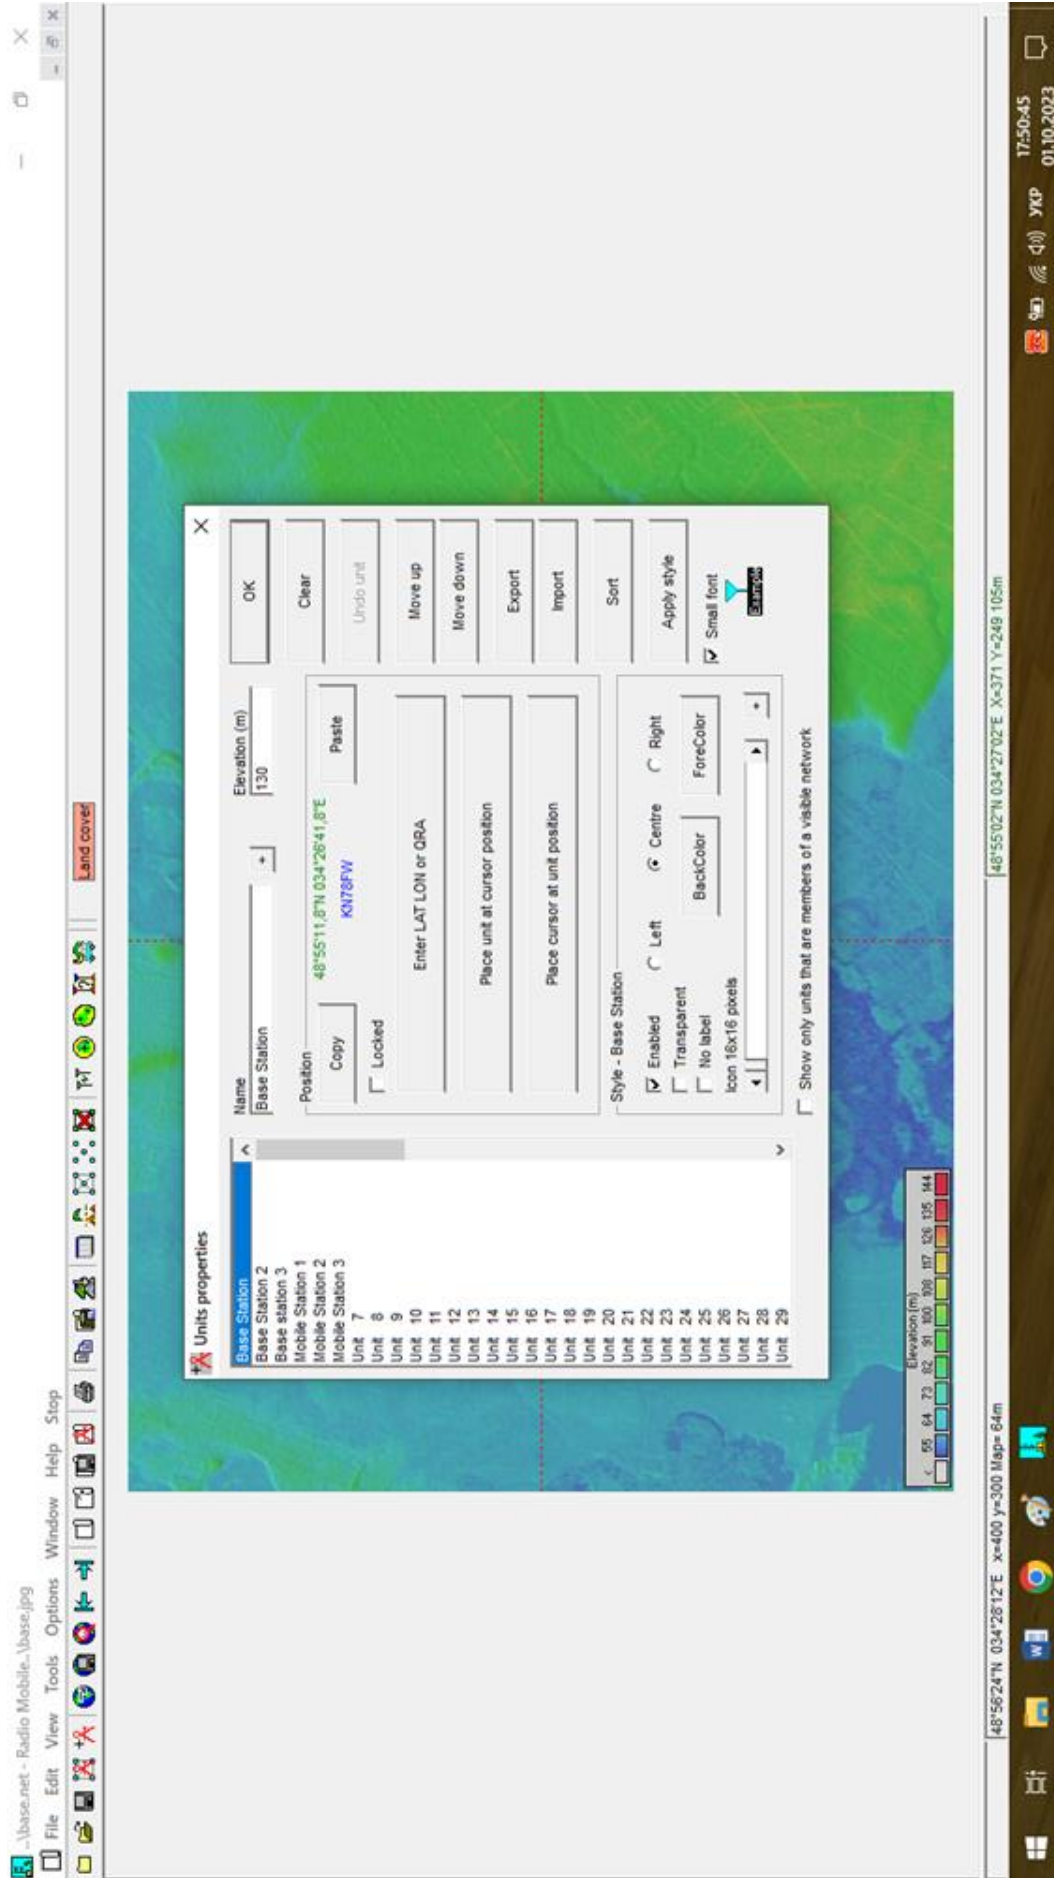 ..\base.net - Radio Mobile..\base.jpg
File Edit View Tools Options Window Help Stop
Land cover
Units properties
Base Station
Base Station 2
Base station 3
Mobile Station 1
Mobile Station 2
Mobile Station 3
Unit 7
Unit 8
Unit 9
Unit 10
Unit 11
Unit 12
Unit 13
Unit 14
Unit 15
Unit 16
Unit 17
Unit 18
Unit 19
Unit 20
Unit 21
Unit 22
Unit 23
Unit 24
Unit 25
Unit 26
Unit 27
Unit 28
Unit 29
Name
Base Station
+
Elevation (m)
130
Position
Copy
48°55'11,8"N 034°26'41,8"E
KN78FW
Paste
Locked
Enter LAT LON or QRA
Place unit at cursor position
Place cursor at unit position
Style - Base Station
Enabled Left Centre Right
Transparent
No label
BackColor ForeColor
Icon 16x16 pixels
+
Show only units that are members of a visible network
OK
Clear
Undo unit
Move up
Move down
Export
Import
Sort
Apply style
Small font
Example
Elevation (m)
< 55 64 73 82 91 100 108 117 126 135 144
48°56'24"N 034°28'12"E x=400 y=300 Map= 64m
48°55'02"N 034°27'02"E X=371 Y=249 105m
УКР
17:50:45
01.10.2023